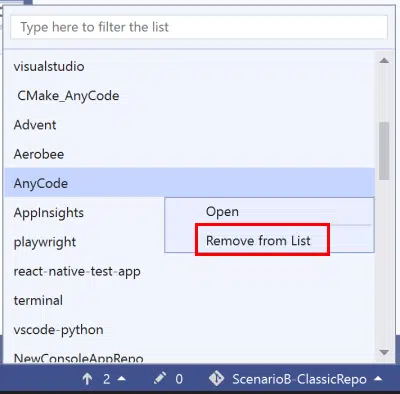 Type here to filter the list
visualstudio
CMake_AnyCode
Advent
Aerobee
AnyCode
AppInsights
Open
playwright
Remove from List
react-native-test-app
terminal
vscode-python
NewConsoleAppRepo
2
0
ScenarioB-ClassicRepo